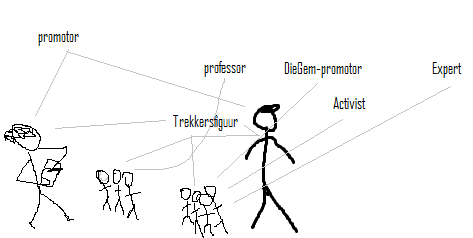 promotor
professor
DieGem-promotor
Expert
Activist
Trekkersfiguur